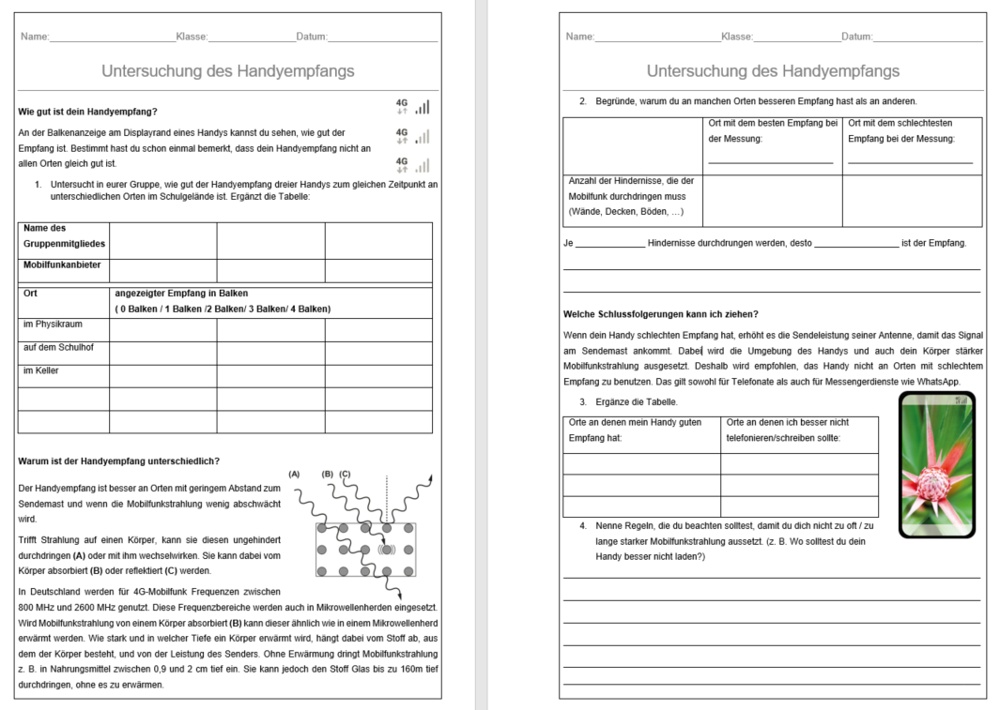 Name:________________________Klasse:________________Datum:____________________
Untersuchung des Handyempfangs
Wie gut ist dein Handyempfang?
4G
An der Balkenanzeige am Displayrand eines Handys kannst du sehen, wie gut der
4G
Empfang ist. Bestimmt hast du schon einmal bemerkt, dass dein Handyempfang nicht an
allen Orten gleich gut ist.
4G
1. Untersucht in eurer Gruppe, wie gut der Handyempfang dreier Handys zum gleichen Zeitpunkt an
unterschiedlichen Orten im Schulgelände ist. Ergänzt die Tabelle:
Name des
Gruppenmitgliedes
Mobilfunkanbieter
Ort
angezeigter Empfang in Balken
( 0 Balken / 1 Balken /2 Balken/ 3 Balken/ 4 Balken)
im Physikraum
auf dem Schulhof
im Keller
Warum ist der Handyempfang unterschiedlich?
(A) (B) (C)
Der Handyempfang ist besser an Orten mit geringem Abstand zum
Sendemast und wenn die Mobilfunkstrahlung wenig abschwächt
wird.
Trifft Strahlung auf einen Körper, kann sie diesen ungehindert
durchdringen (A) oder mit ihm wechselwirken. Sie kann dabei vom
Körper absorbiert (B) oder reflektiert (C) werden.
In Deutschland werden für 4G-Mobilfunk Frequenzen zwischen
800 MHz und 2600 MHz genutzt. Diese Frequenzbereiche werden auch in Mikrowellenherden eingesetzt.
Wird Mobilfunkstrahlung von einem Körper absorbiert (B) kann dieser ähnlich wie in einem Mikrowellenherd
erwärmt werden. Wie stark und in welcher Tiefe ein Körper erwärmt wird, hängt dabei vom Stoff ab, aus
dem der Körper besteht, und von der Leistung des Senders. Ohne Erwärmung dringt Mobilfunkstrahlung
z. B. in Nahrungsmittel zwischen 0,9 und 2 cm tief ein. Sie kann jedoch den Stoff Glas bis zu 160m tief
durchdringen, ohne es zu erwärmen.
Name:________________________Klasse:________________Datum:____________________
Untersuchung des Handyempfangs
2. Begründe, warum du an manchen Orten besseren Empfang hast als an anderen.
Ort mit dem besten Empfang bei
der Messung:
Ort mit dem schlechtesten
Empfang bei der Messung:
Anzahl der Hindernisse, die der
Mobilfunk durchdringen muss
(Wände, Decken, Böden, …)
Je ______________ Hindernisse durchdrungen werden, desto _________________ ist der Empfang.
Welche Schlussfolgerungen kann ich ziehen?
Wenn dein Handy schlechten Empfang hat, erhöht es die Sendeleistung seiner Antenne, damit das Signal
am Sendemast ankommt. Dabei wird die Umgebung des Handys und auch dein Körper stärker
Mobilfunkstrahlung ausgesetzt. Deshalb wird empfohlen, das Handy nicht an Orten mit schlechtem
Empfang zu benutzen. Das gilt sowohl für Telefonate als auch für Messengerdienste wie WhatsApp.
3. Ergänze die Tabelle.
Orte an denen mein Handy guten
Empfang hat:
Orte an denen ich besser nicht
telefonieren/schreiben sollte:
4. Nenne Regeln, die du beachten solltest, damit du dich nicht zu oft / zu
lange starker Mobilfunkstrahlung aussetzt. (z. B. Wo solltest du dein
Handy besser nicht laden?)